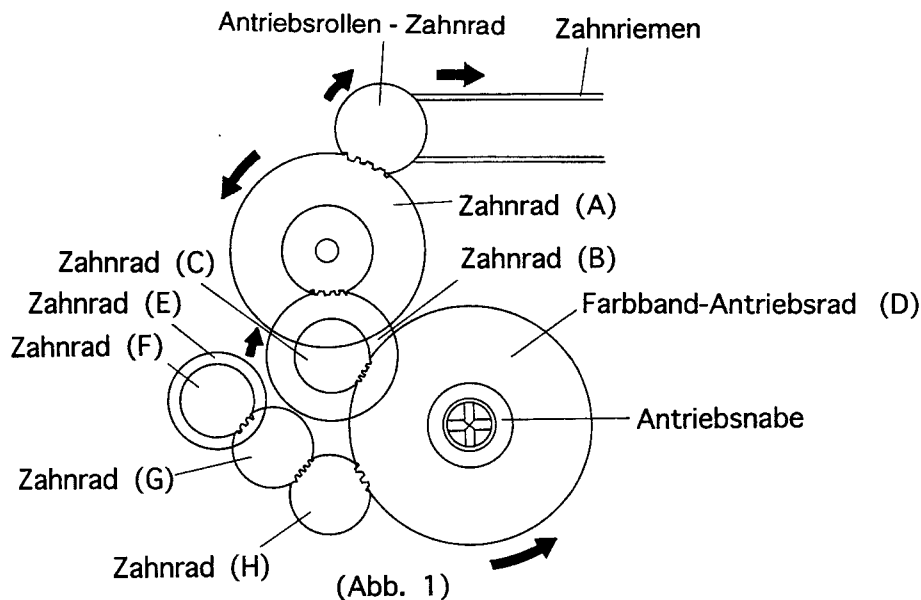 Antriebsrollen - Zahnrad
Zahnriemen
Zahnrad (A)
Zahnrad (C)
Zahnrad (B)
Zahnrad (E)
Farbband-Antriebsrad (D)
Zahnrad (F)
Antriebsnabe
Zahnrad (G)
Zahnrad (H)
(Abb. 1)